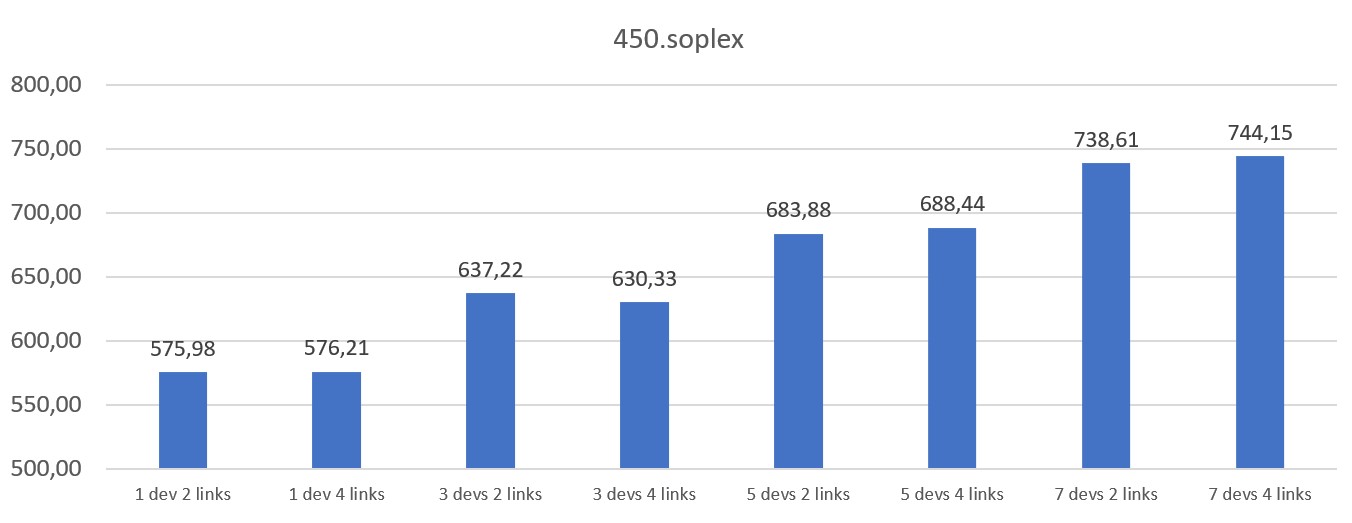 450.soplex
800,00
750,00
700,00
650,00
600,00
550,00
500,00
575,98
576,21
637,22
630,33
683,88
688,44
738,61
744,15
1 dev 2 links
1 dev 4 links
3 devs 2 links
3 devs 4 links
5 devs 2 links
5 devs 4 links
7 devs 2 links
7 devs 4 links